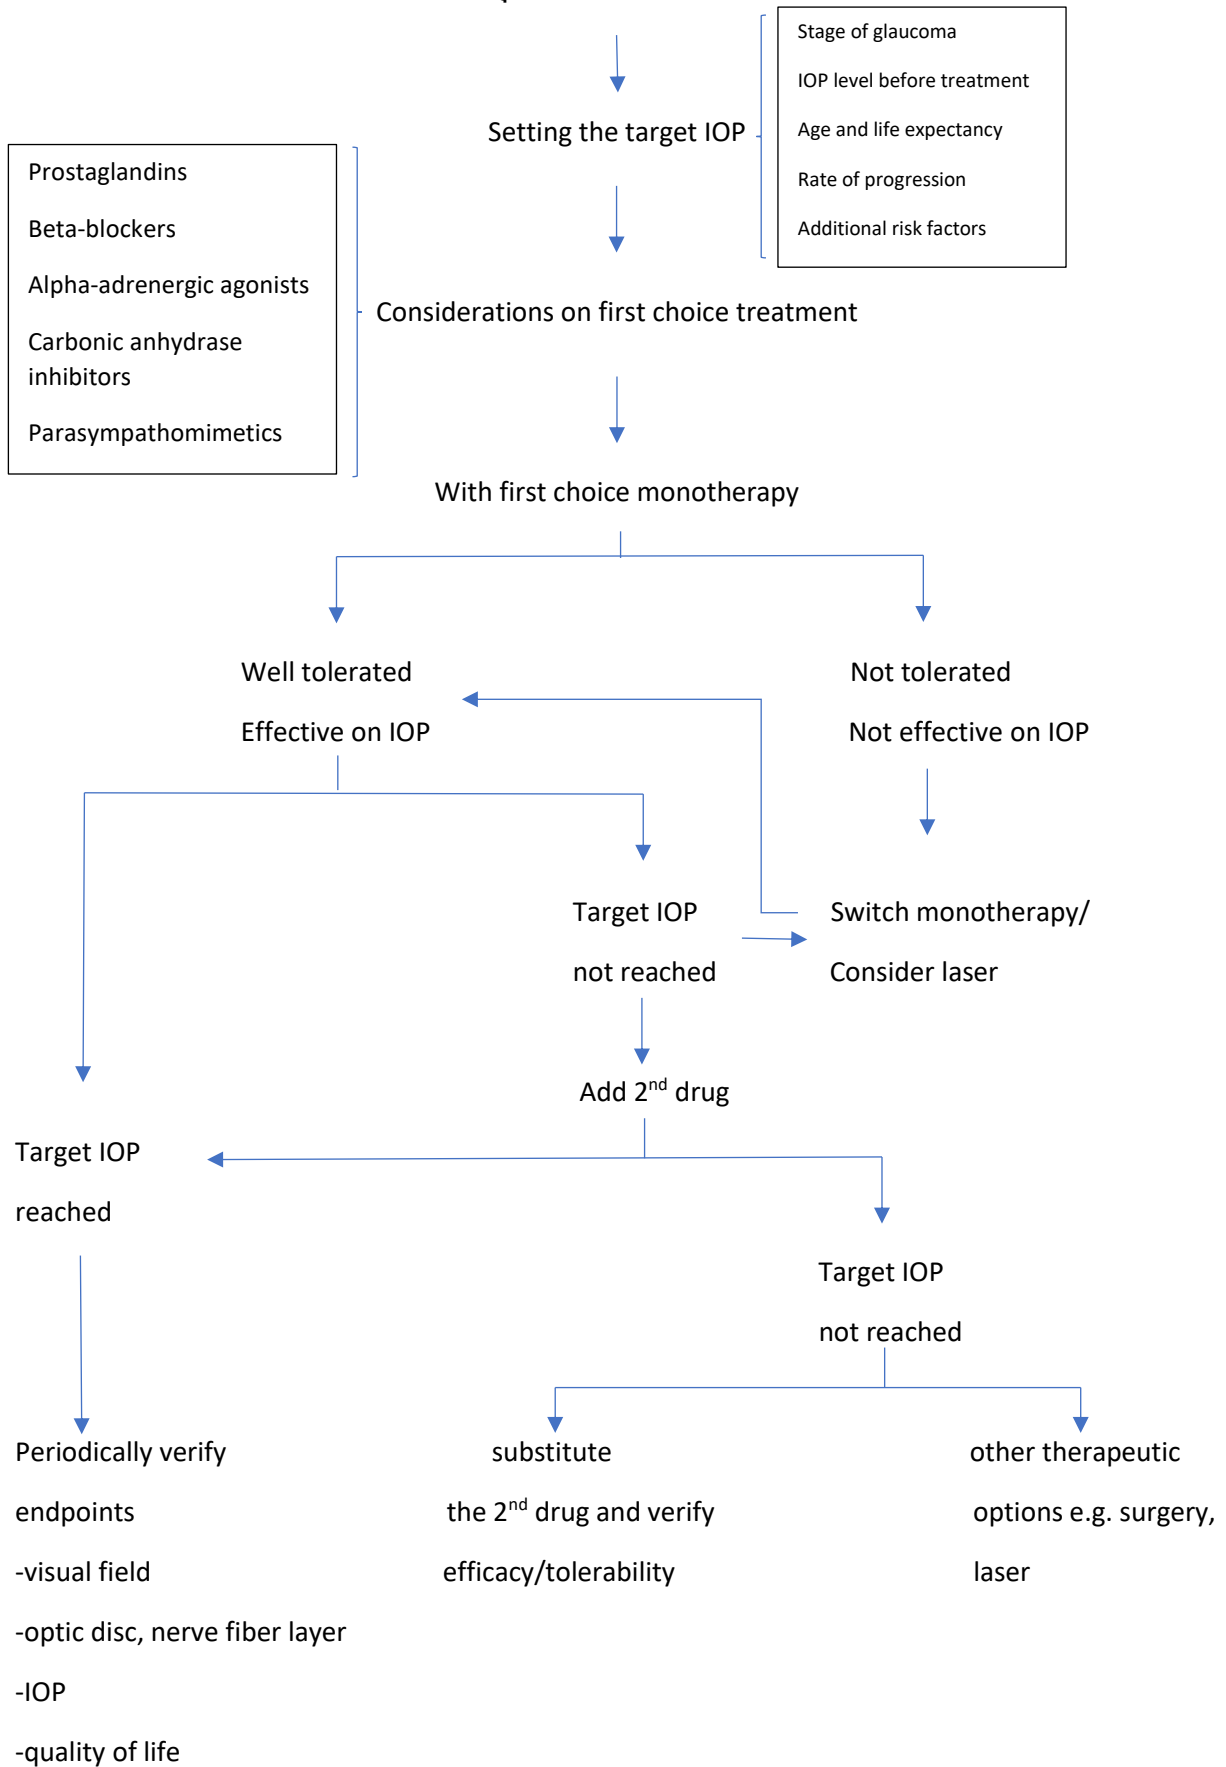 Stage of glaucoma
IOP level before treatment
Setting the target IOP
Age and life expectancy
Rate of progression
Additional risk factors
Prostaglandins
Beta-blockers
Alpha-adrenergic agonists
Carbonic anhydrase
inhibitors
Parasympathomimetics
Considerations on first choice treatment
With first choice monotherapy
Well tolerated
Effective on IOP
Not tolerated
Not effective on IOP
Target IOP
not reached
Switch monotherapy/
Consider laser
Add 2nd drug
Target IOP
reached
Target IOP
not reached
Periodically verify
endpoints
-visual field
-optic disc, nerve fiber layer
-IOP
-quality of life
substitute
the 2nd drug and verify
efficacy/tolerability
other therapeutic
options e.g. surgery,
laser